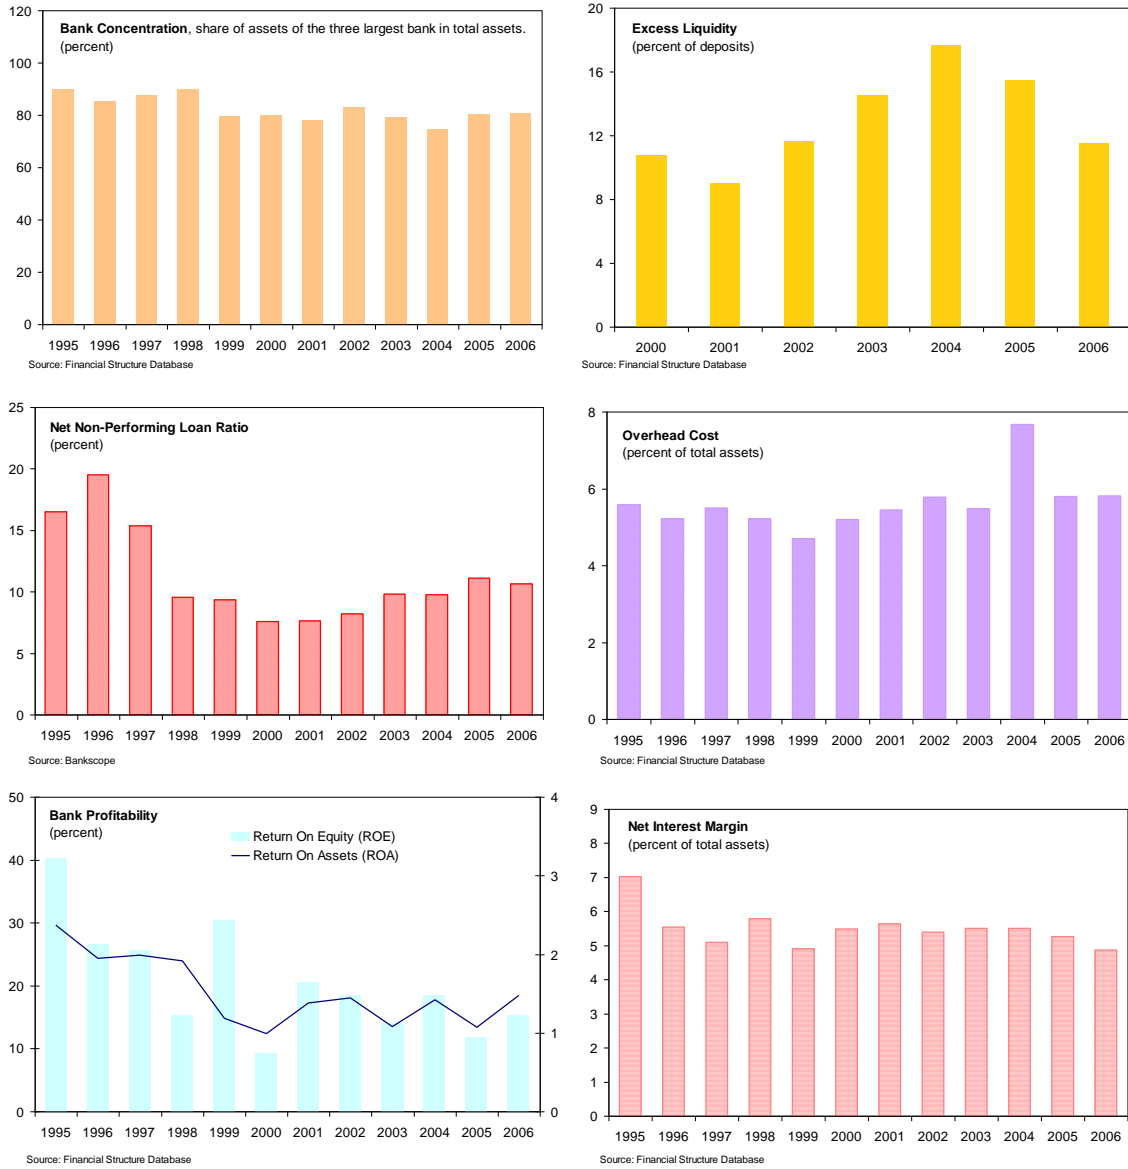 Bank Concentration, share of assets of the three largest bank in total assets.
(percent)
120
100
80
60
40
20
0
1995 1996 1997 1998 1999 2000 2001 2002 2003 2004 2005 2006
Source: Financial Structure Database
Excess Liquidity
(percent of deposits)
20
16
12
8
4
0
2000 2001 2002 2003 2004 2005 2006
Source: Financial Structure Database
Net Non-Performing Loan Ratio
(percent)
25
20
15
10
5
0
1995 1996 1997 1998 1999 2000 2001 2002 2003 2004 2005 2006
Source: Bankscope
Overhead Cost
(percent of total assets)
8
6
4
2
0
1995 1996 1997 1998 1999 2000 2001 2002 2003 2004 2005 2006
Source: Financial Structure Database
Bank Profitability
(percent)
Return On Equity (ROE)
Return On Assets (ROA)
50
40
30
20
10
0
4
3
2
1
0
1995 1996 1997 1998 1999 2000 2001 2002 2003 2004 2005 2006
Source: Financial Structure Database
Net Interest Margin
(percent of total assets)
9
8
7
6
5
4
3
2
1
0
1995 1996 1997 1998 1999 2000 2001 2002 2003 2004 2005 2006
Source: Financial Structure Database